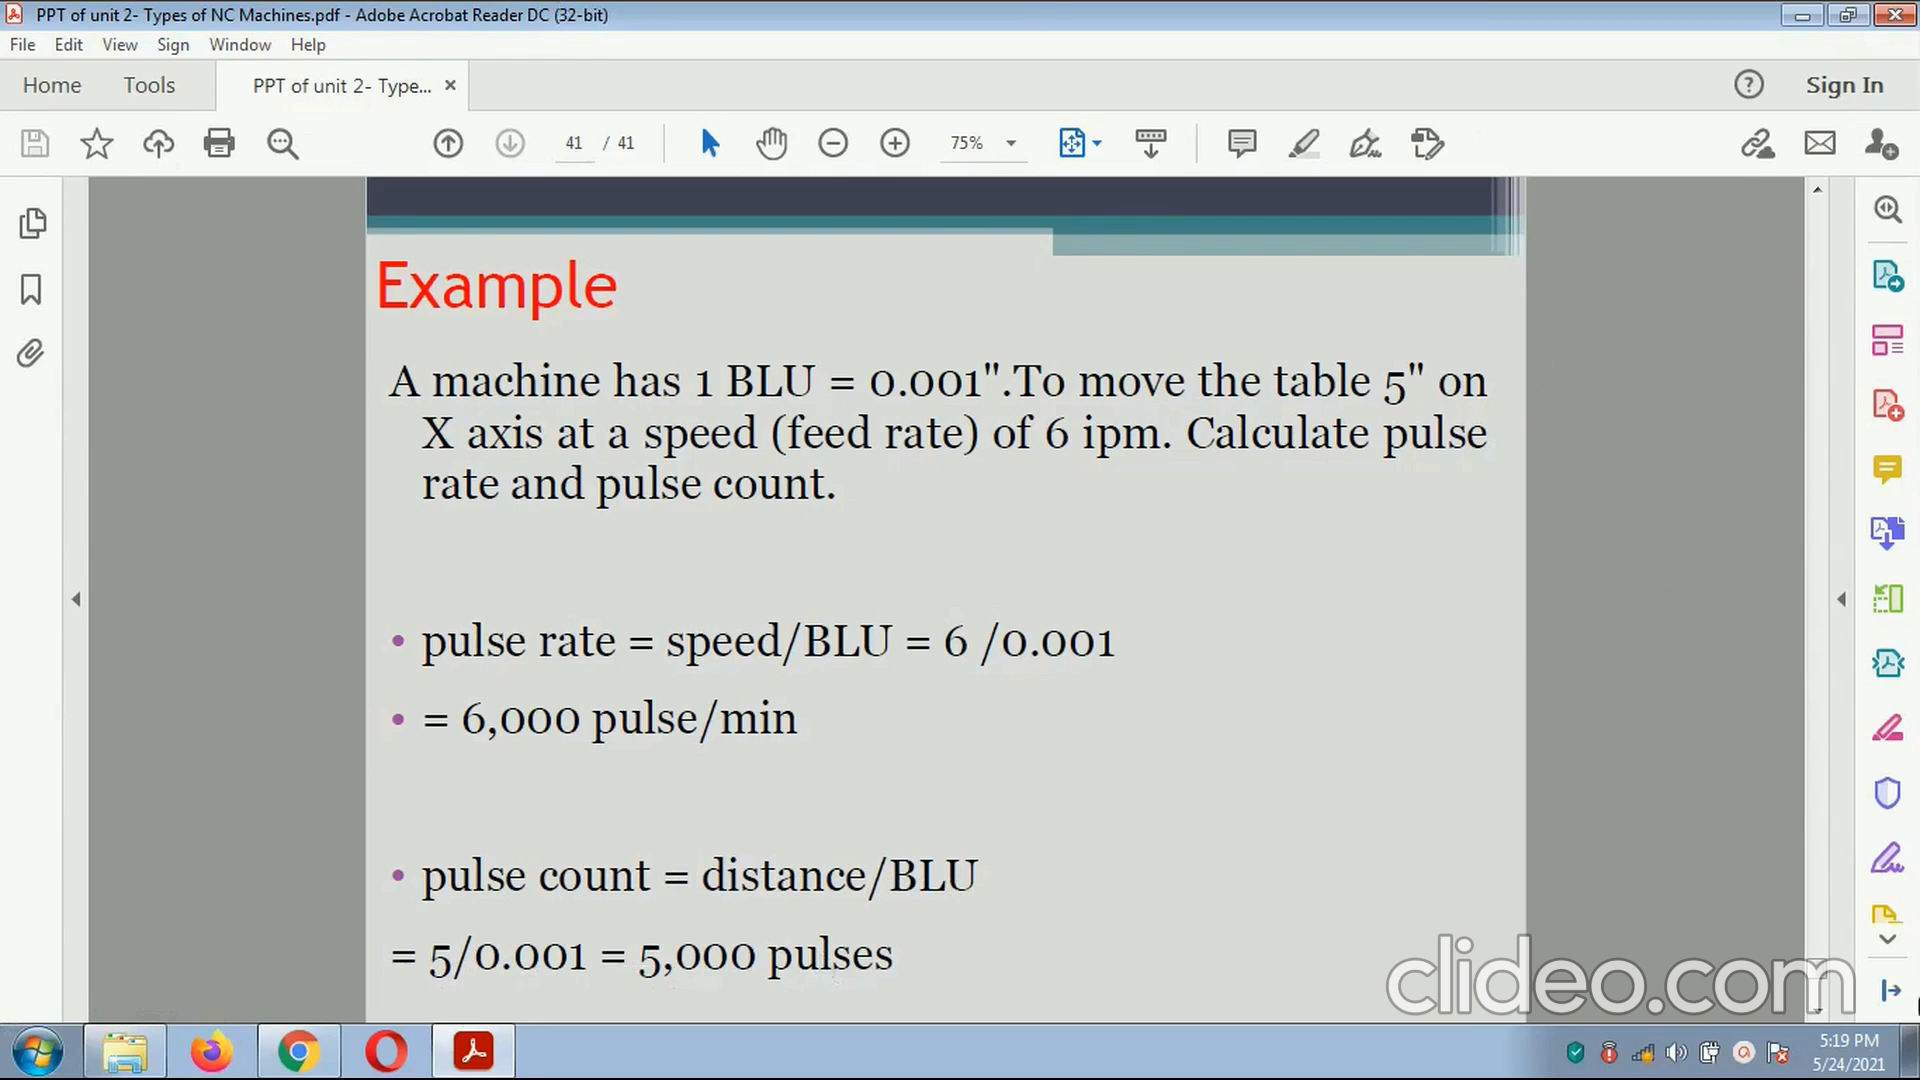 PPT of unit 2- Types of NC Machines.pdf - Adobe Acrobat Reader DC (32-bit)
File Edit View Sign Window Help
Home Tools PPT of unit 2- Type... × Sign In
41 / 41 75%
Example
A machine has 1 BLU = 0.001".To move the table 5" on
X axis at a speed (feed rate) of 6 ipm. Calculate pulse
rate and pulse count.
• pulse rate = speed/BLU = 6 /0.001
• = 6,000 pulse/min
• pulse count = distance/BLU
= 5/0.001 = 5,000 pulses
clideo.com
5:19 PM
5/24/2021